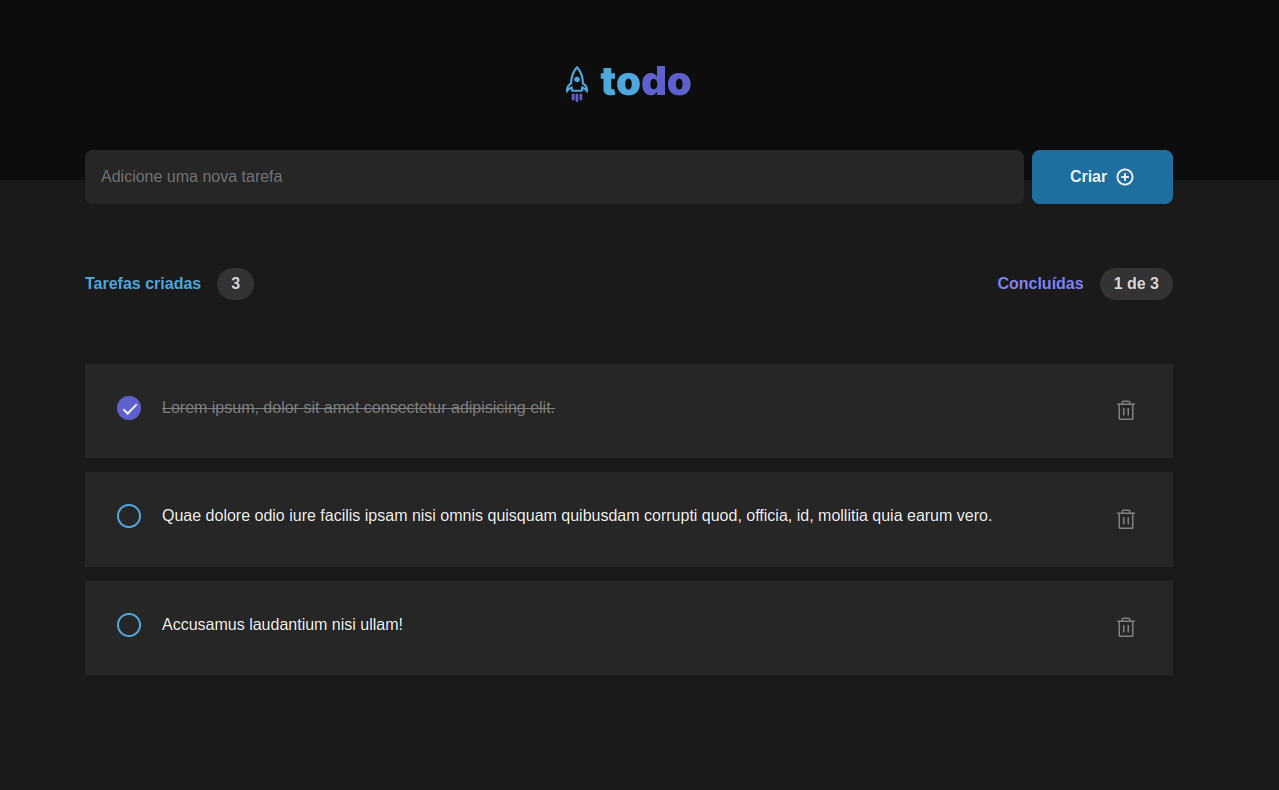 todo
Adicione uma nova tarefa
Criar
Tarefas criadas 3
Concluídas 1 de 3
Lorem ipsum, dolor sit amet consectetur adipisicing elit.
Quae dolore odio iure facilis ipsam nisi omnis quisquam quibusdam corrupti quod, officia, id, mollitia quia earum vero.
Accusamus laudantium nisi ullam!